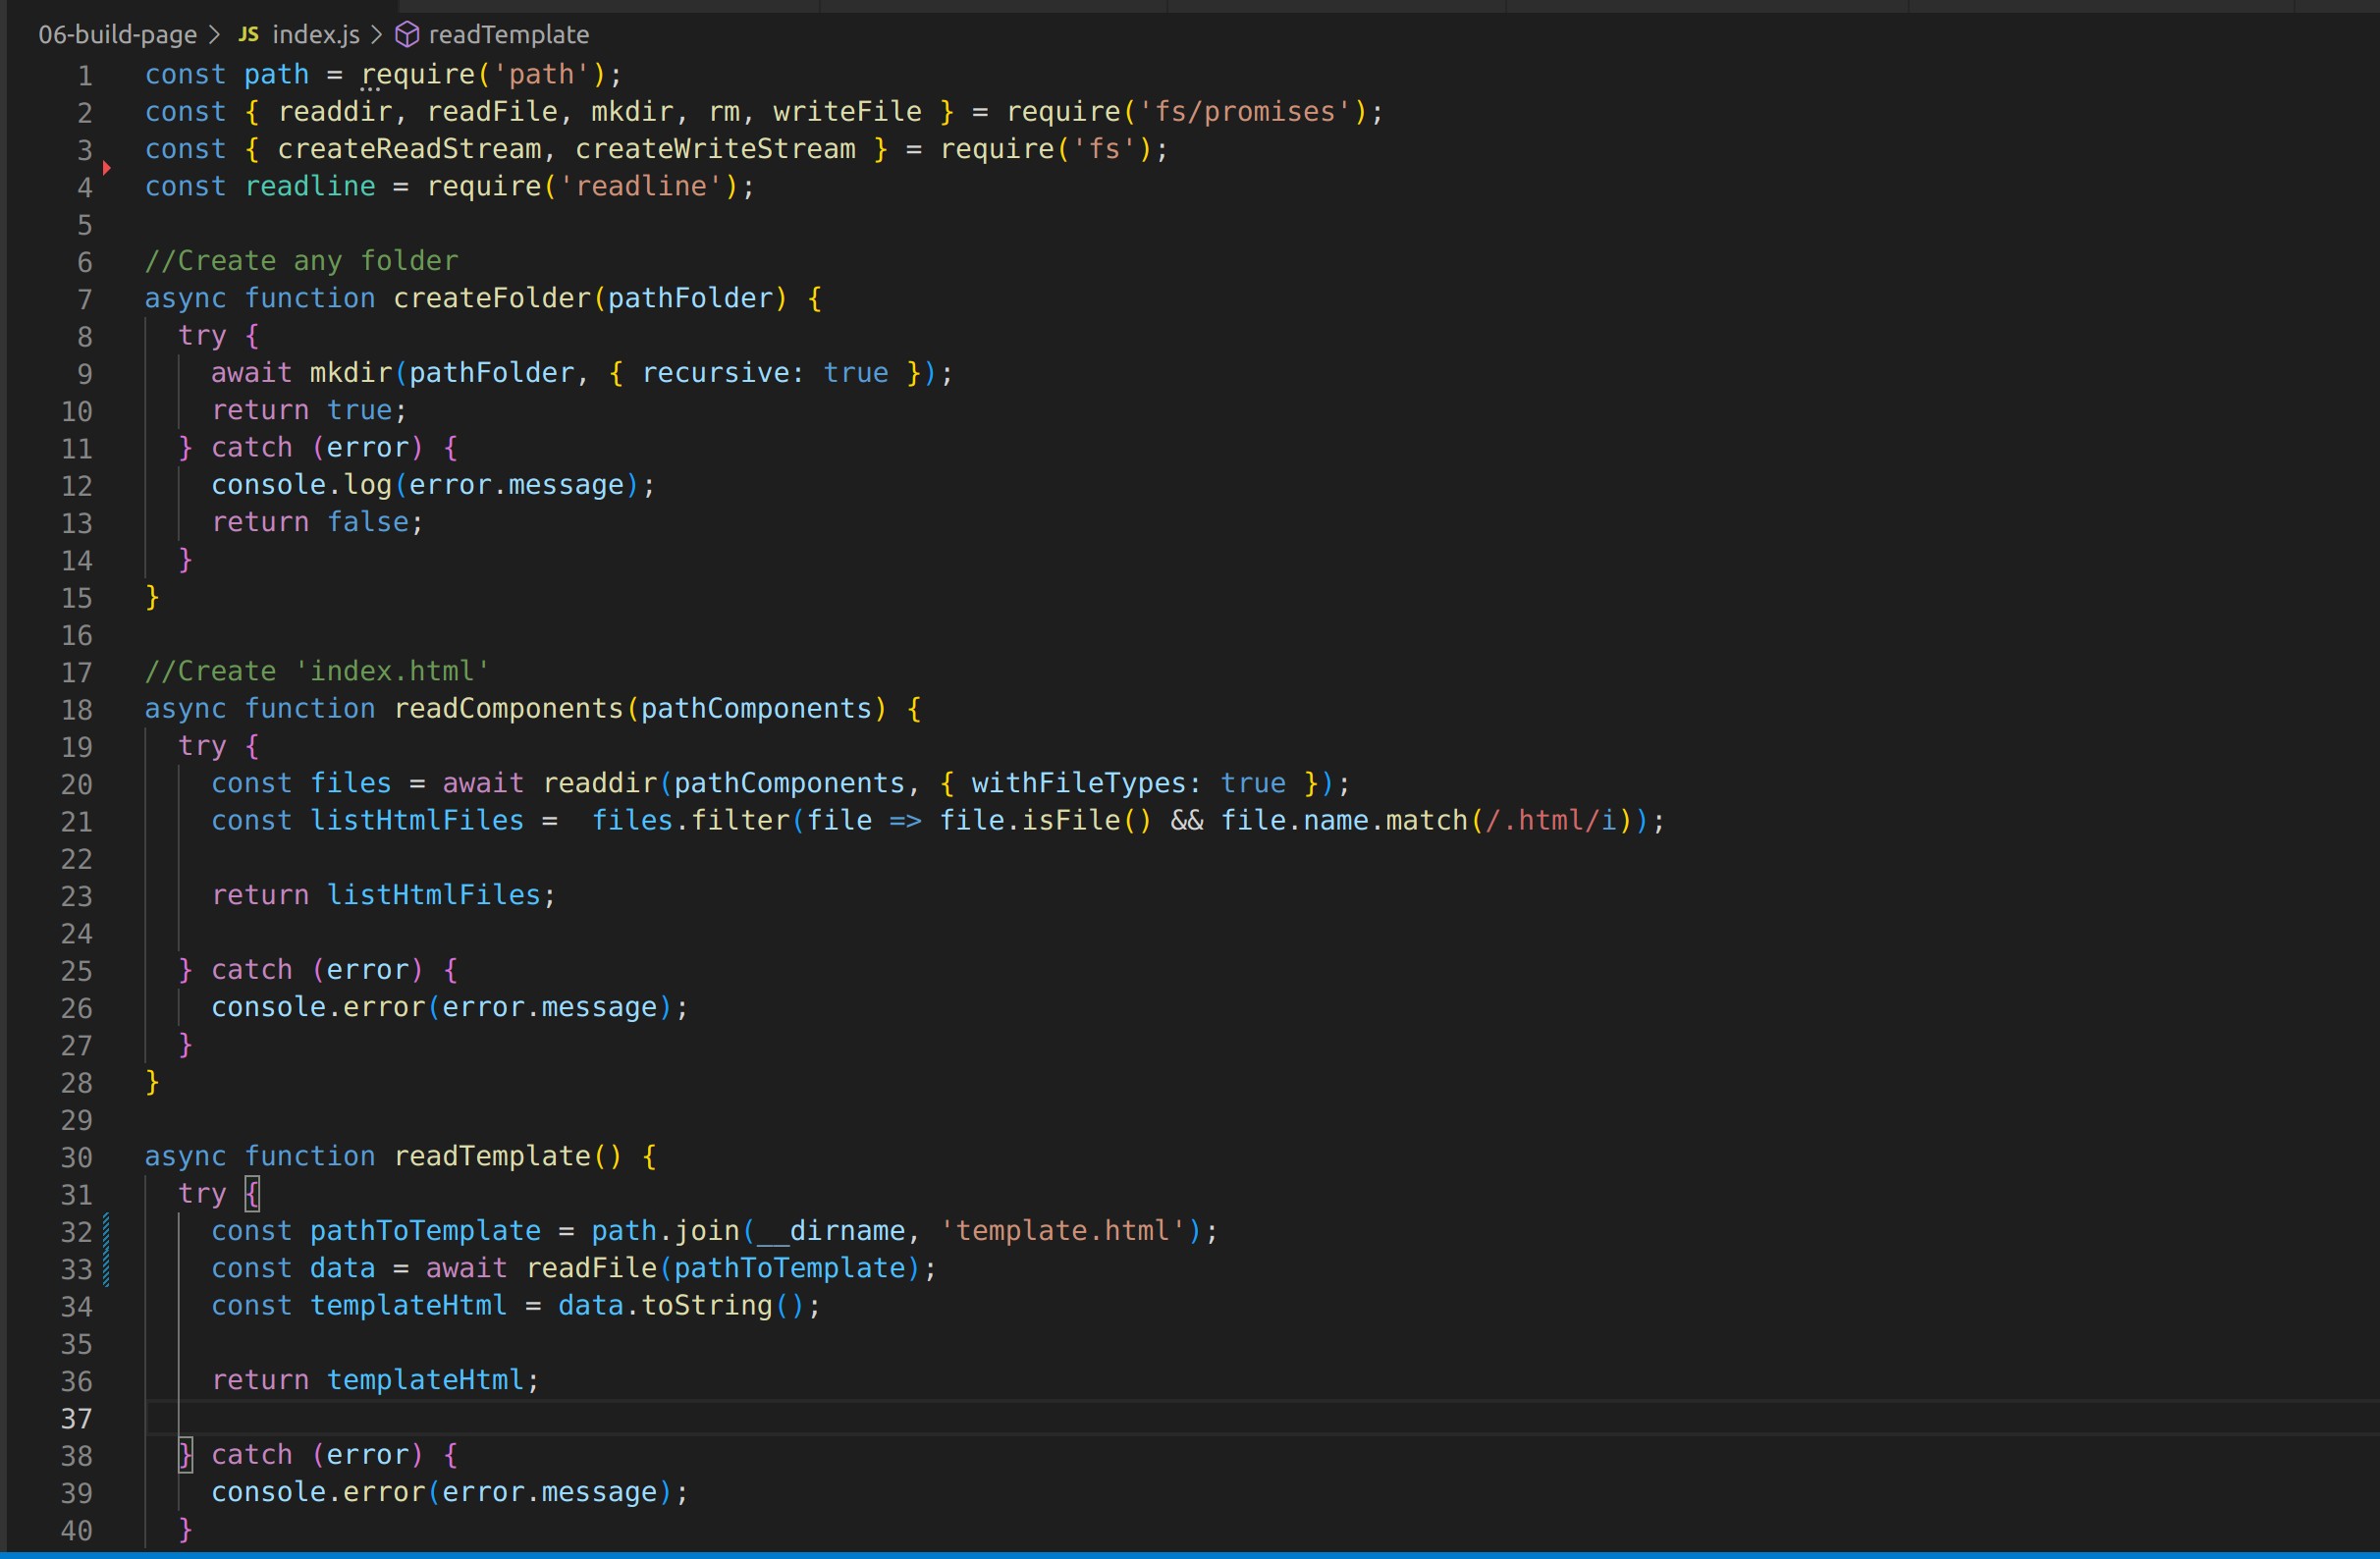 06-build-page > JS index.js > readTemplate
1 const path = require('path');
2 const { readdir, readFile, mkdir, rm, writeFile } = require('fs/promises');
3 const { createReadStream, createWriteStream } = require('fs');
4 const readline = require('readline');
5
6 //Create any folder
7 async function createFolder(pathFolder) {
8   try {
9     await mkdir(pathFolder, { recursive: true });
10     return true;
11   } catch (error) {
12     console.log(error.message);
13     return false;
14   }
15 }
16
17 //Create 'index.html'
18 async function readComponents(pathComponents) {
19   try {
20     const files = await readdir(pathComponents, { withFileTypes: true });
21     const listHtmlFiles =  files.filter(file => file.isFile() && file.name.match(/.html/i));
22
23     return listHtmlFiles;
24
25   } catch (error) {
26     console.error(error.message);
27   }
28 }
29
30 async function readTemplate() {
31   try {
32     const pathToTemplate = path.join(__dirname, 'template.html');
33     const data = await readFile(pathToTemplate);
34     const templateHtml = data.toString();
35
36     return templateHtml;
37
38   } catch (error) {
39     console.error(error.message);
40   }